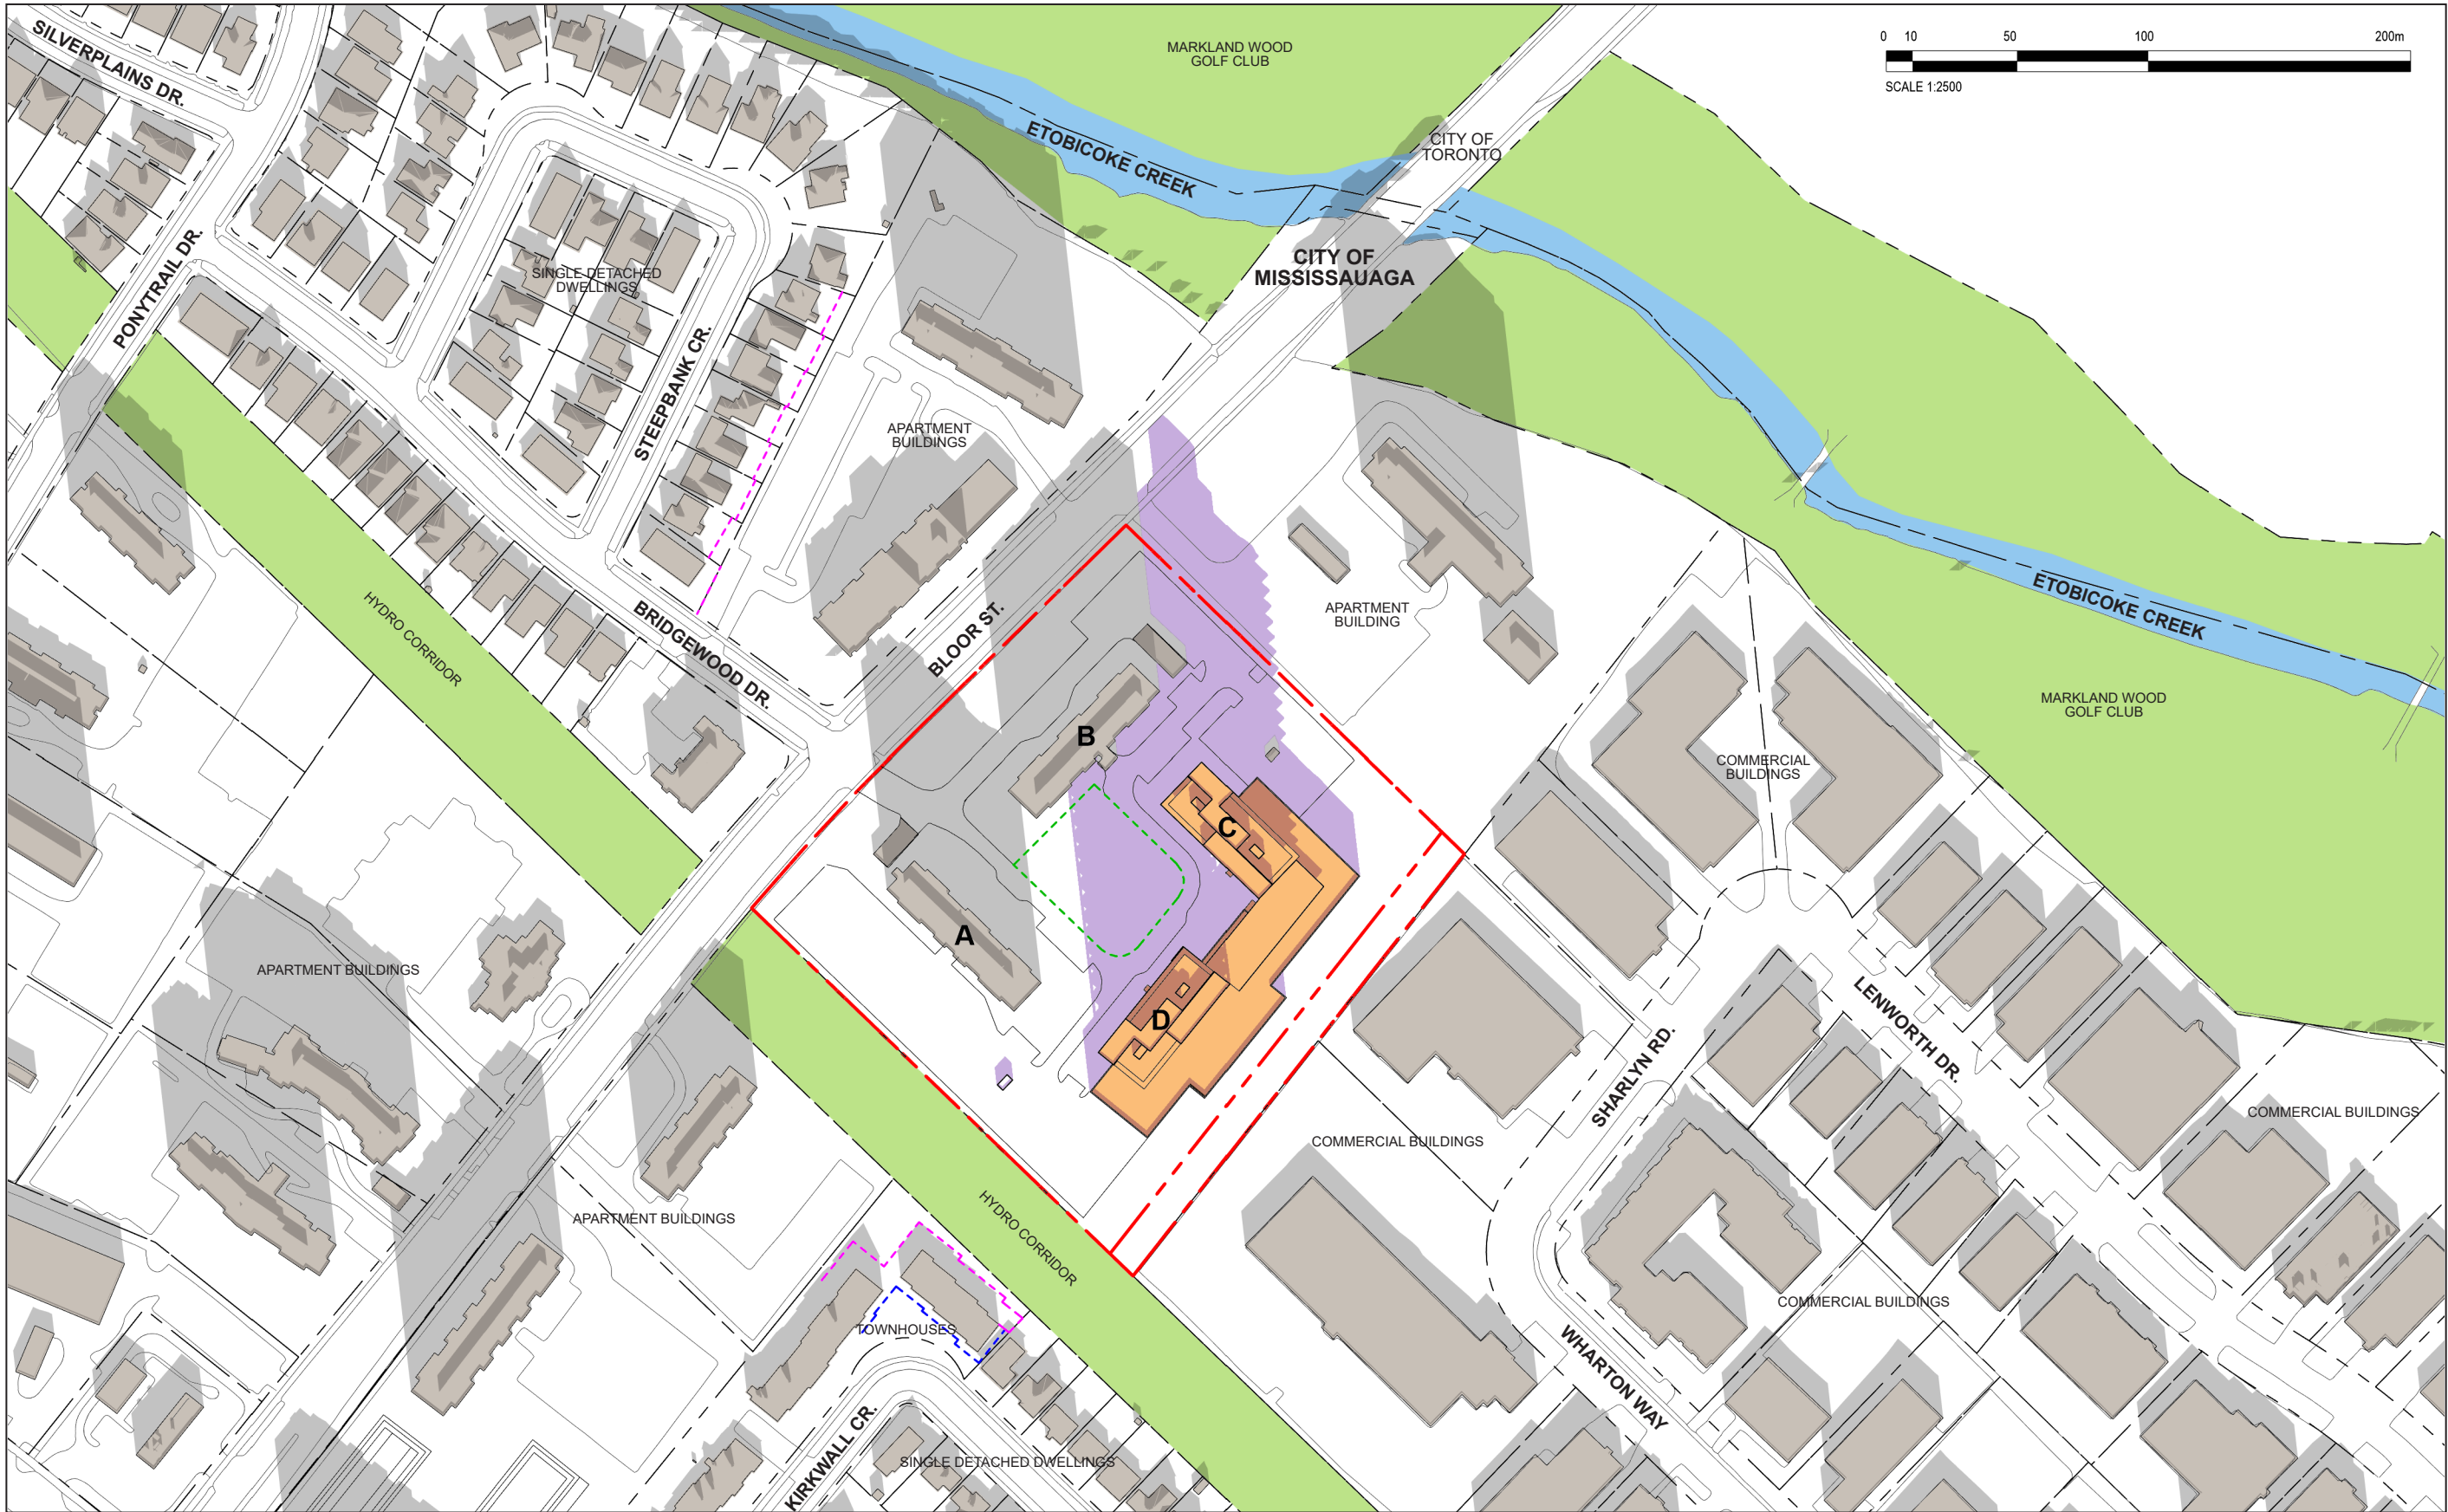 SILVERPLAINS DR.
MARKLAND WOOD
GOLF CLUB
0 10 50 100 200m
SCALE 1:2500
ETOBICOKE CREEK
CITY OF
TORONTO
CITY OF
MISSISSAUAGA
PONYTRAIL DR.
SINGLE DETACHED
DWELLINGS
STEEPBANK CR.
APARTMENT
BUILDINGS
HYDRO CORRIDOR
BRIDGEWOOD DR.
BLOOR ST.
APARTMENT
BUILDING
ETOBICOKE CREEK
MARKLAND WOOD
GOLF CLUB
COMMERCIAL
BUILDINGS
B
C
A
D
APARTMENT BUILDINGS
SHARLYN RD.
LENWORTH DR.
COMMERCIAL BUILDINGS
COMMERCIAL BUILDINGS
APARTMENT BUILDINGS
HYDRO CORRIDOR
COMMERCIAL BUILDINGS
TOWNHOUSES
WHARTON WAY
KIRKWALL CR.
SINGLE DETACHED DWELLINGS